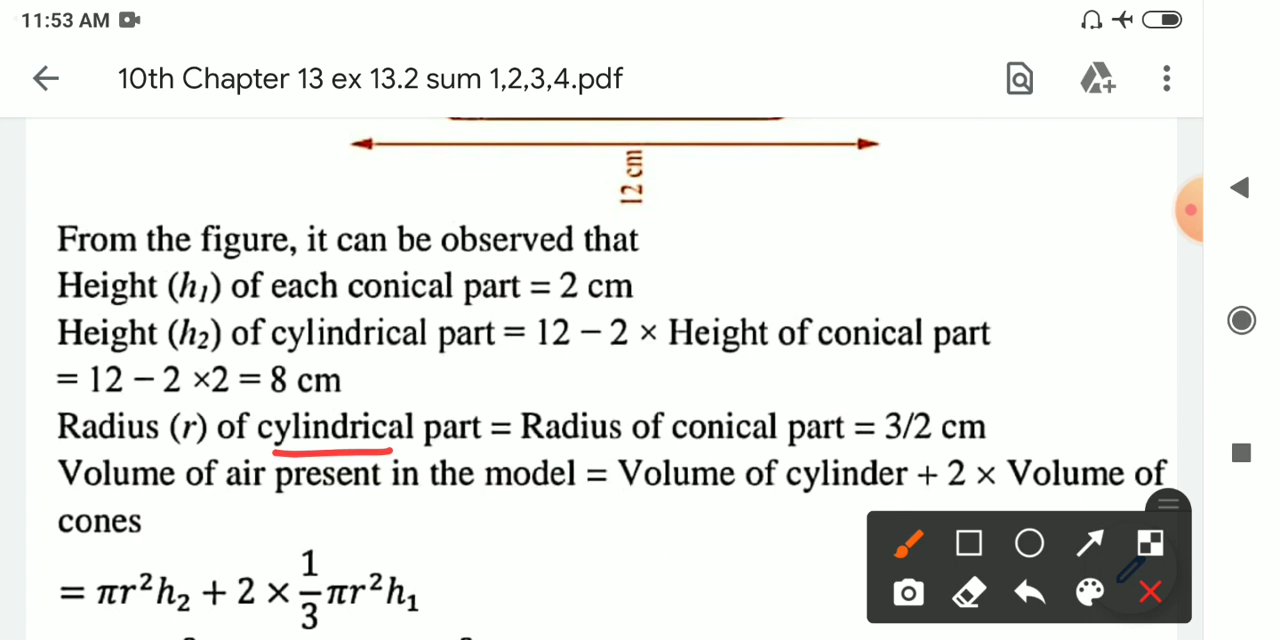 11:53 AM
10th Chapter 13 ex 13.2 sum 1,2,3,4.pdf
12 cm
From the figure, it can be observed that
Height (h₁) of each conical part = 2 cm
Height (h₂) of cylindrical part = 12 – 2 × Height of conical part
= 12 – 2 ×2 = 8 cm
Radius (r) of cylindrical part = Radius of conical part = 3/2 cm
Volume of air present in the model = Volume of cylinder + 2 × Volume of
cones
= πr²h₂ + 2 × 1/3 πr²h₁